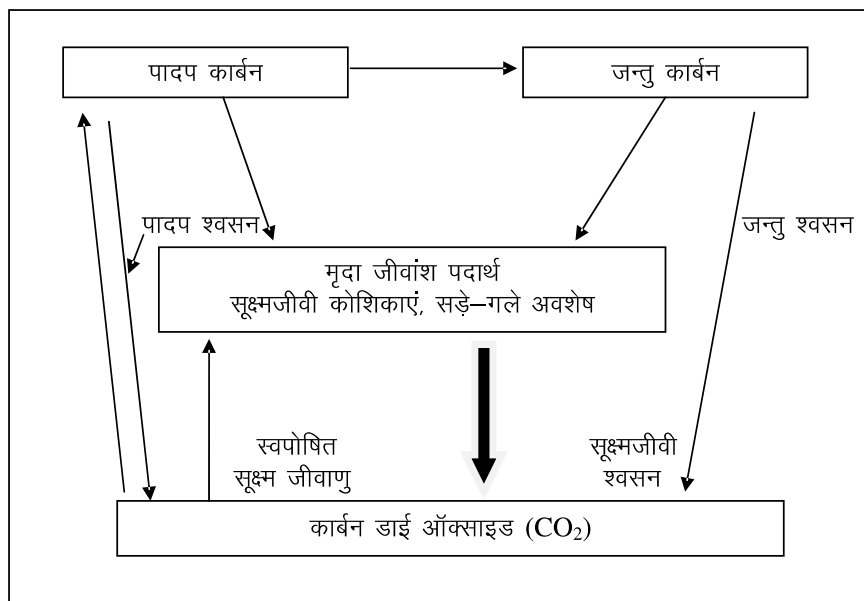 पादप कार्बन
जन्तु कार्बन
पादप श्वसन
जन्तु श्वसन
मृदा जीवांश पदार्थ
सूक्ष्मजीवी कोशिकाएं, सड़े–गले अवशेष
स्वपोषित
सूक्ष्म जीवाणु
सूक्ष्मजीवी
श्वसन
कार्बन डाई ऑक्साइड (CO₂)